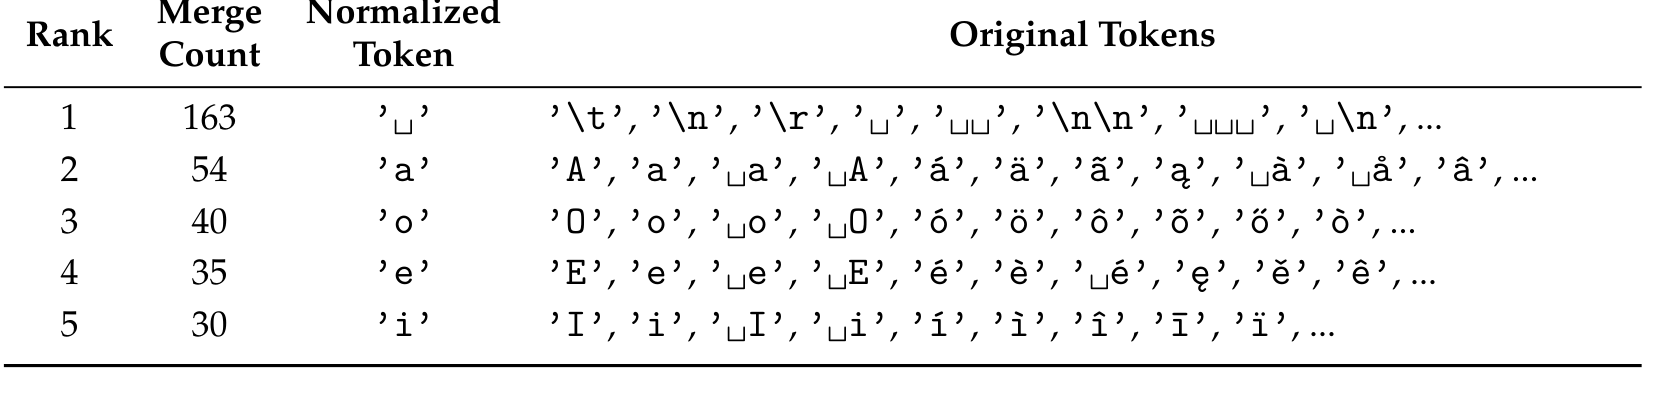 Rank Merge Count Normalized Token Original Tokens
1 163 '␣' '\t', '\n', '\r', '␣', '␣␣', '\n\n', '␣␣␣', '␣\n', ...
2 54 'a' 'A', 'a', '␣a', '␣A', 'á', 'ä', 'ã', 'ą', '␣à', '␣å', 'â', ...
3 40 'o' 'O', 'o', '␣o', '␣O', 'ó', 'ö', 'ô', 'õ', 'ő', 'ò', ...
4 35 'e' 'E', 'e', '␣e', '␣E', 'é', 'è', '␣é', 'ę', 'ě', 'ê', ...
5 30 'i' 'I', 'i', '␣I', '␣i', 'í', 'ì', 'î', 'ī', 'ï', ...